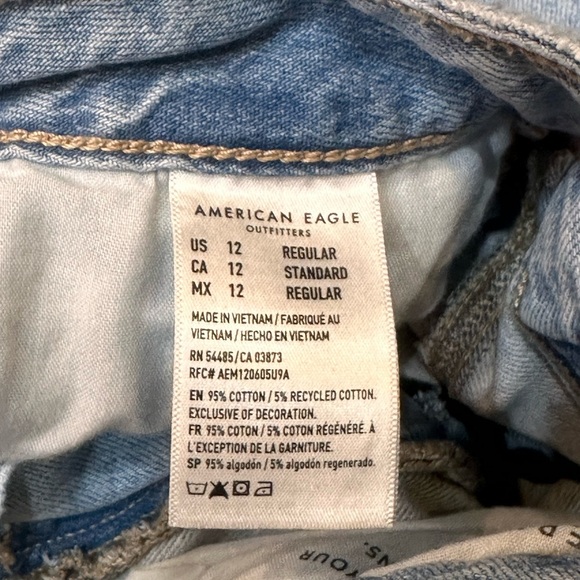 AMERICAN EAGLE
OUTFITTERS
US 12 REGULAR
CA 12 STANDARD
MX 12 REGULAR
MADE IN VIETNAM / FABRIQUÉ AU
VIETNAM / HECHO EN VIETNAM
RN 54485 / CA 03873
RFC# AEM120605U9A
EN 95% COTTON / 5% RECYCLED COTTON.
EXCLUSIVE OF DECORATION.
FR 95% COTON / 5% COTON RÉGÉNÉRÉ. À
L'EXCEPTION DE LA GARNITURE.
SP 95% algodón / 5% algodón regenerado.
YOUR
NS.